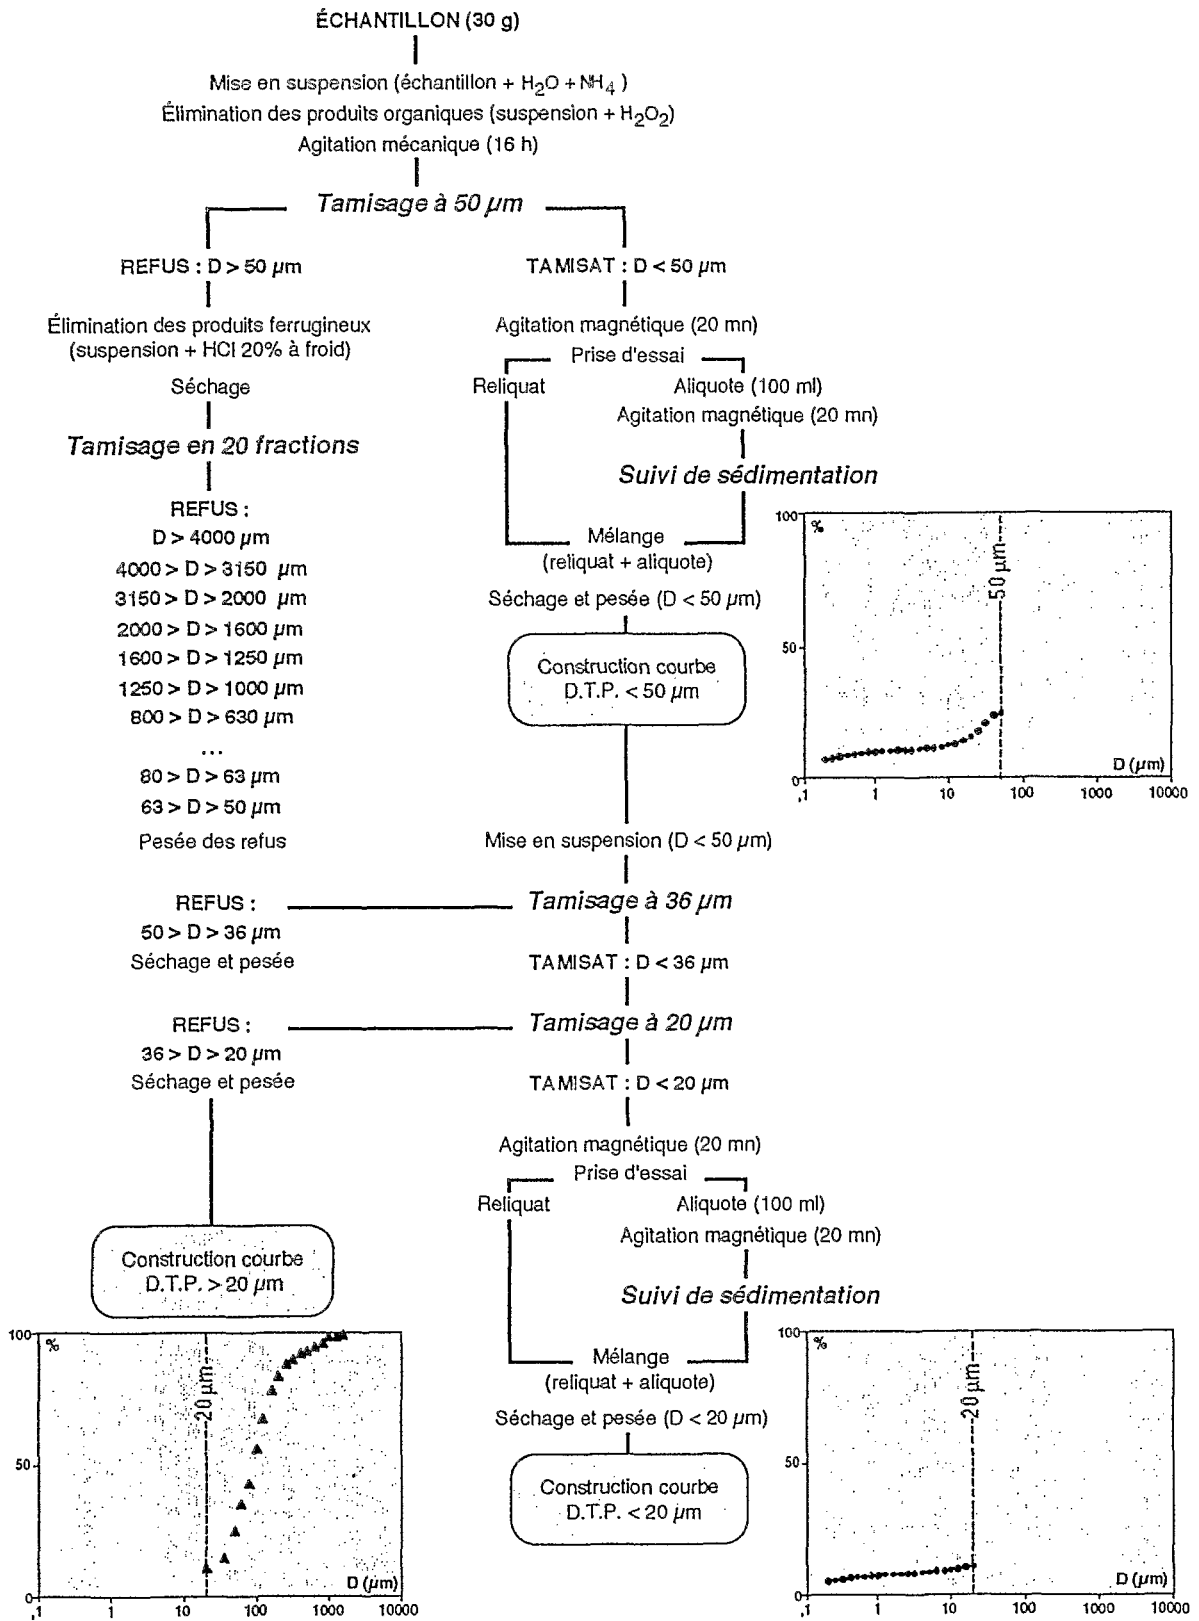 ÉCHANTILLON (30 g)
Mise en suspension (échantillon + H2O + NH4 )
Élimination des produits organiques (suspension + H2O2)
Agitation mécanique (16 h)
Tamisage à 50 µm
REFUS : D > 50 µm
TAMISAT : D < 50 µm
Élimination des produits ferrugineux
(suspension + HCl 20% à froid)
Séchage
Tamisage en 20 fractions
REFUS :
D > 4000 µm
4000 > D > 3150 µm
3150 > D > 2000 µm
2000 > D > 1600 µm
1600 > D > 1250 µm
1250 > D > 1000 µm
800 > D > 630 µm
...
80 > D > 63 µm
63 > D > 50 µm
Pesée des refus
Agitation magnétique (20 mn)
Prise d'essai
Reliquat
Aliquote (100 ml)
Agitation magnétique (20 mn)
Suivi de sédimentation
Mélange
(reliquat + aliquote)
Séchage et pesée (D < 50 µm)
Construction courbe
D.T.P. < 50 µm
100
%
50 µm
50
0
D (µm)
,1 1 10 100 1000 10000
Mise en suspension (D < 50 µm)
Tamisage à 36 µm
REFUS :
50 > D > 36 µm
Séchage et pesée
TAMISAT : D < 36 µm
Tamisage à 20 µm
REFUS :
36 > D > 20 µm
Séchage et pesée
TAMISAT : D < 20 µm
Agitation magnétique (20 mn)
Prise d'essai
Reliquat
Aliquote (100 ml)
Agitation magnétique (20 mn)
Suivi de sédimentation
Mélange
(reliquat + aliquote)
Séchage et pesée (D < 20 µm)
Construction courbe
D.T.P. < 20 µm
Construction courbe
D.T.P. > 20 µm
100
%
20 µm
50
0
D (µm)
,1 1 10 100 1000 10000
100
%
20 µm
50
0
D (µm)
,1 1 10 100 1000 10000